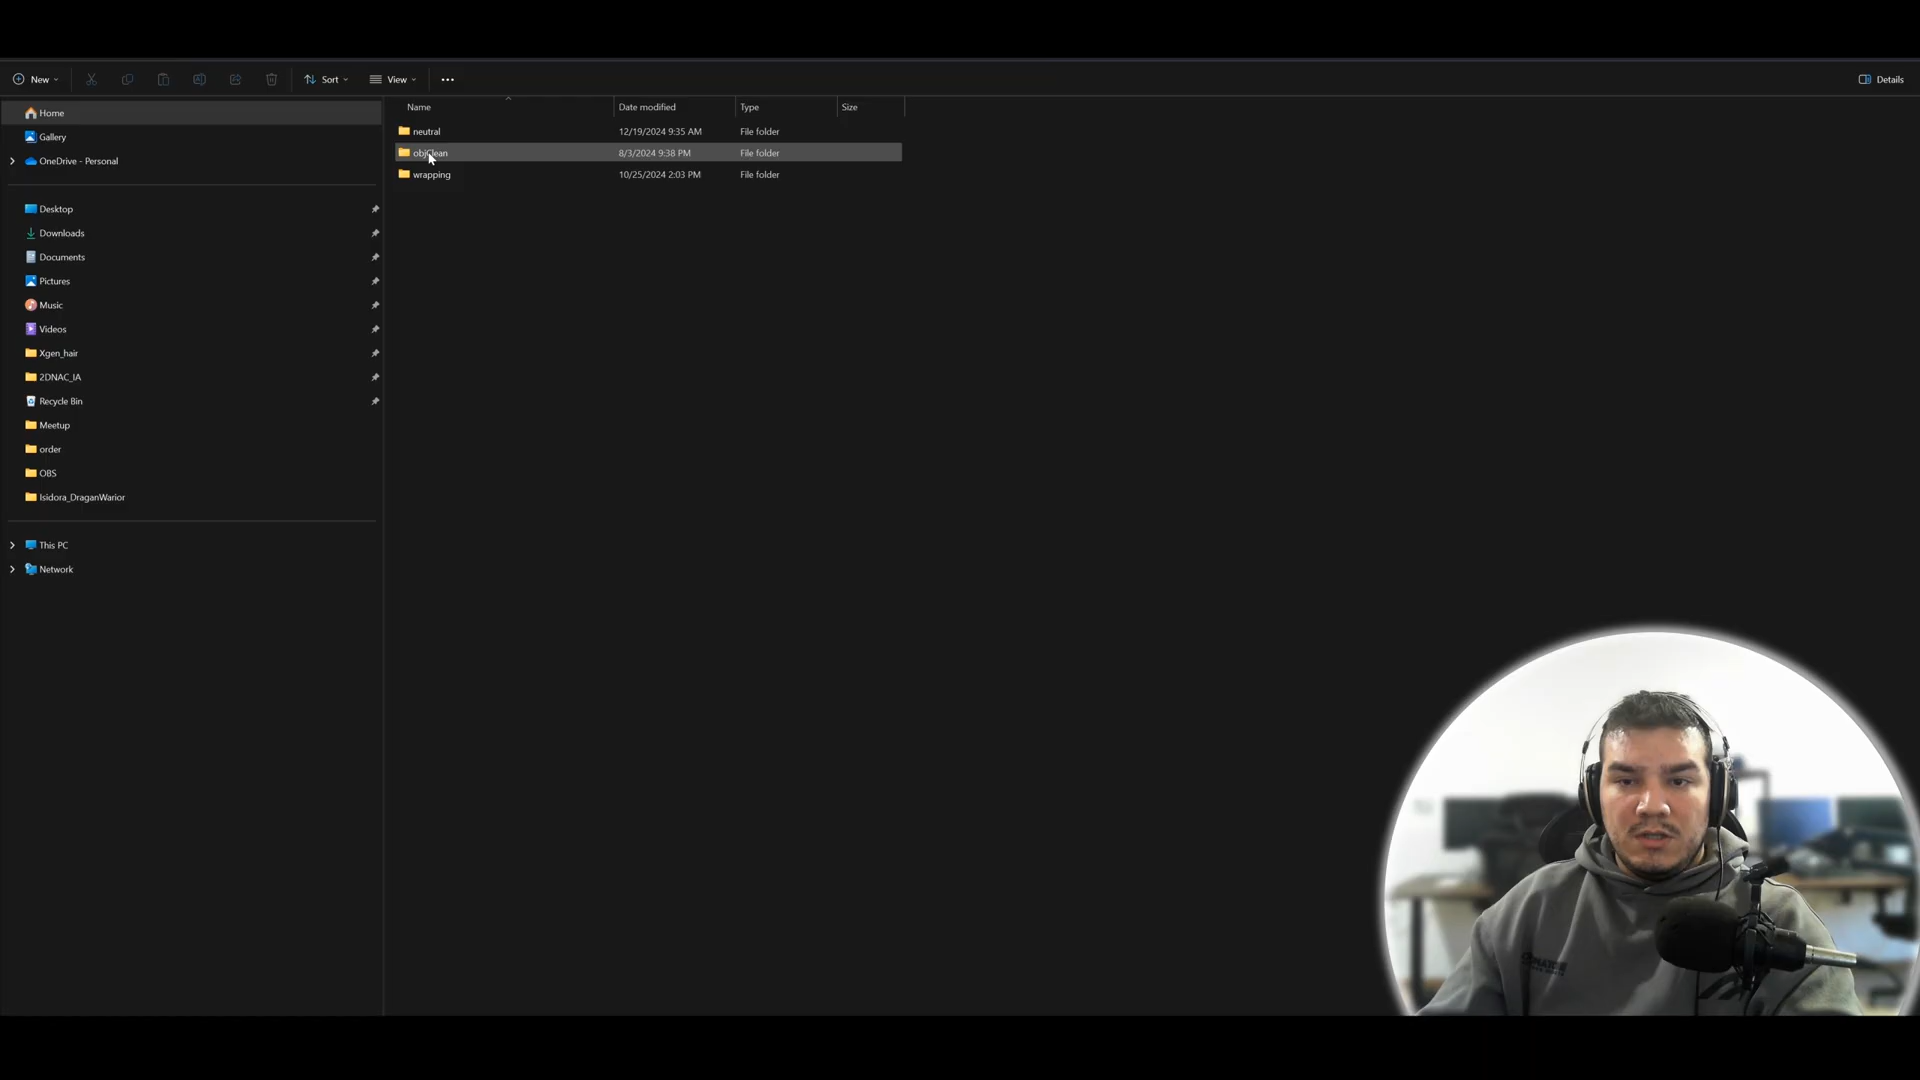 New Sort View Details
Home
Gallery
OneDrive - Personal
Desktop
Downloads
Documents
Pictures
Music
Videos
Xgen_hair
2DNAC_IA
Recycle Bin
Meetup
order
OBS
Isidora_DraganWarior
This PC
Network
Name Date modified Type Size
neutral 12/19/2024 9:35 AM File folder
objClean 8/3/2024 9:38 PM File folder
wrapping 10/25/2024 2:03 PM File folder